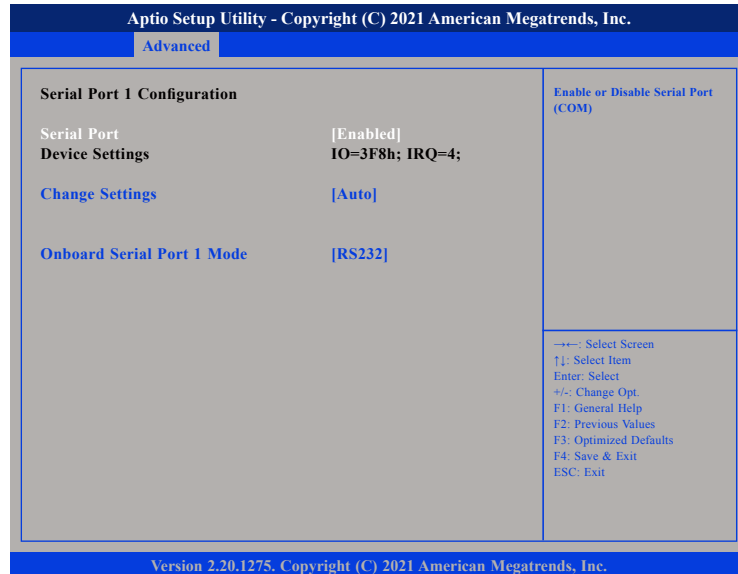 Aptio Setup Utility - Copyright (C) 2021 American Megatrends, Inc.
Advanced
Serial Port 1 Configuration
Serial Port [Enabled]
Device Settings IO=3F8h; IRQ=4;
Change Settings [Auto]
Onboard Serial Port 1 Mode [RS232]
Enable or Disable Serial Port
(COM)
→←: Select Screen
↑↓: Select Item
Enter: Select
+/-: Change Opt.
F1: General Help
F2: Previous Values
F3: Optimized Defaults
F4: Save & Exit
ESC: Exit
Version 2.20.1275. Copyright (C) 2021 American Megatrends, Inc.